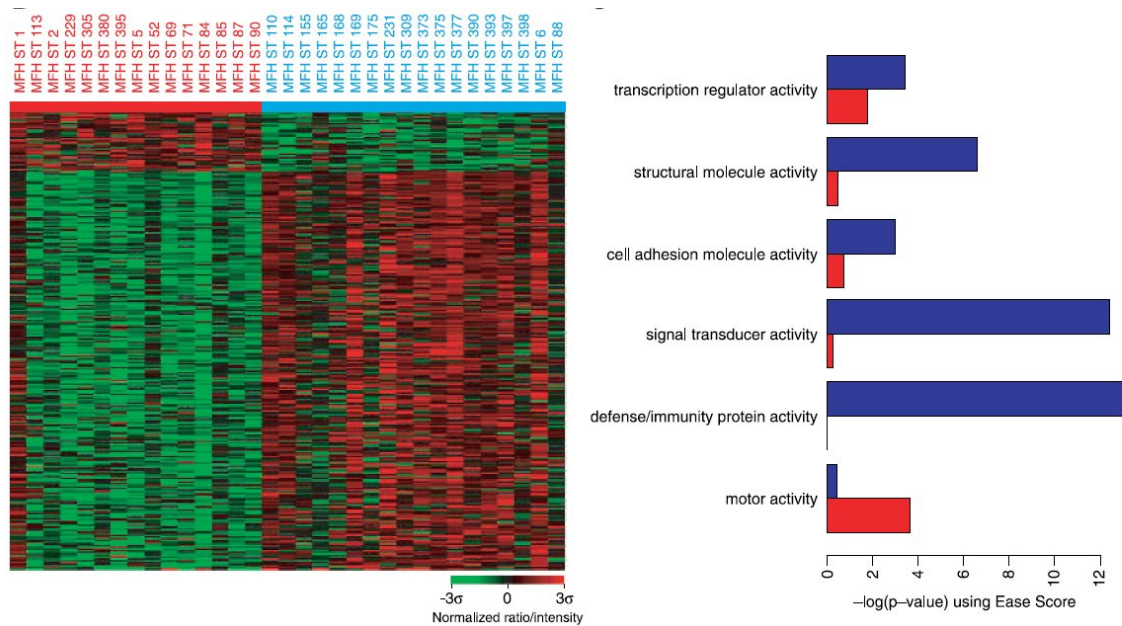 MFH ST 1
MFH ST 113
MFH ST 2
MFH ST 229
MFH ST 305
MFH ST 380
MFH ST 395
MFH ST 5
MFH ST 52
MFH ST 69
MFH ST 71
MFH ST 84
MFH ST 85
MFH ST 87
MFH ST 90
MFH ST 110
MFH ST 114
MFH ST 155
MFH ST 165
MFH ST 168
MFH ST 169
MFH ST 175
MFH ST 231
MFH ST 309
MFH ST 373
MFH ST 375
MFH ST 377
MFH ST 390
MFH ST 393
MFH ST 397
MFH ST 398
MFH ST 6
MFH ST 88
-3σ 0 3σ
Normalized ratio/intensity
transcription regulator activity
structural molecule activity
cell adhesion molecule activity
signal transducer activity
defense/immunity protein activity
motor activity
0 2 4 6 8 10 12
–log(p–value) using Ease Score